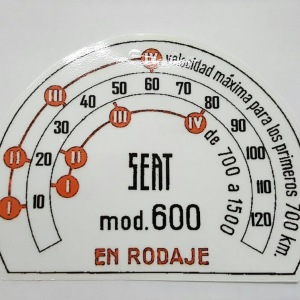 velocidad máxima para los primeros 700 km.
I II III IV
10 20 30 40 50 60 70 80 90 100 110 120
I II III IV
de 700 a 1500
SEAT
mod. 600
EN RODAJE